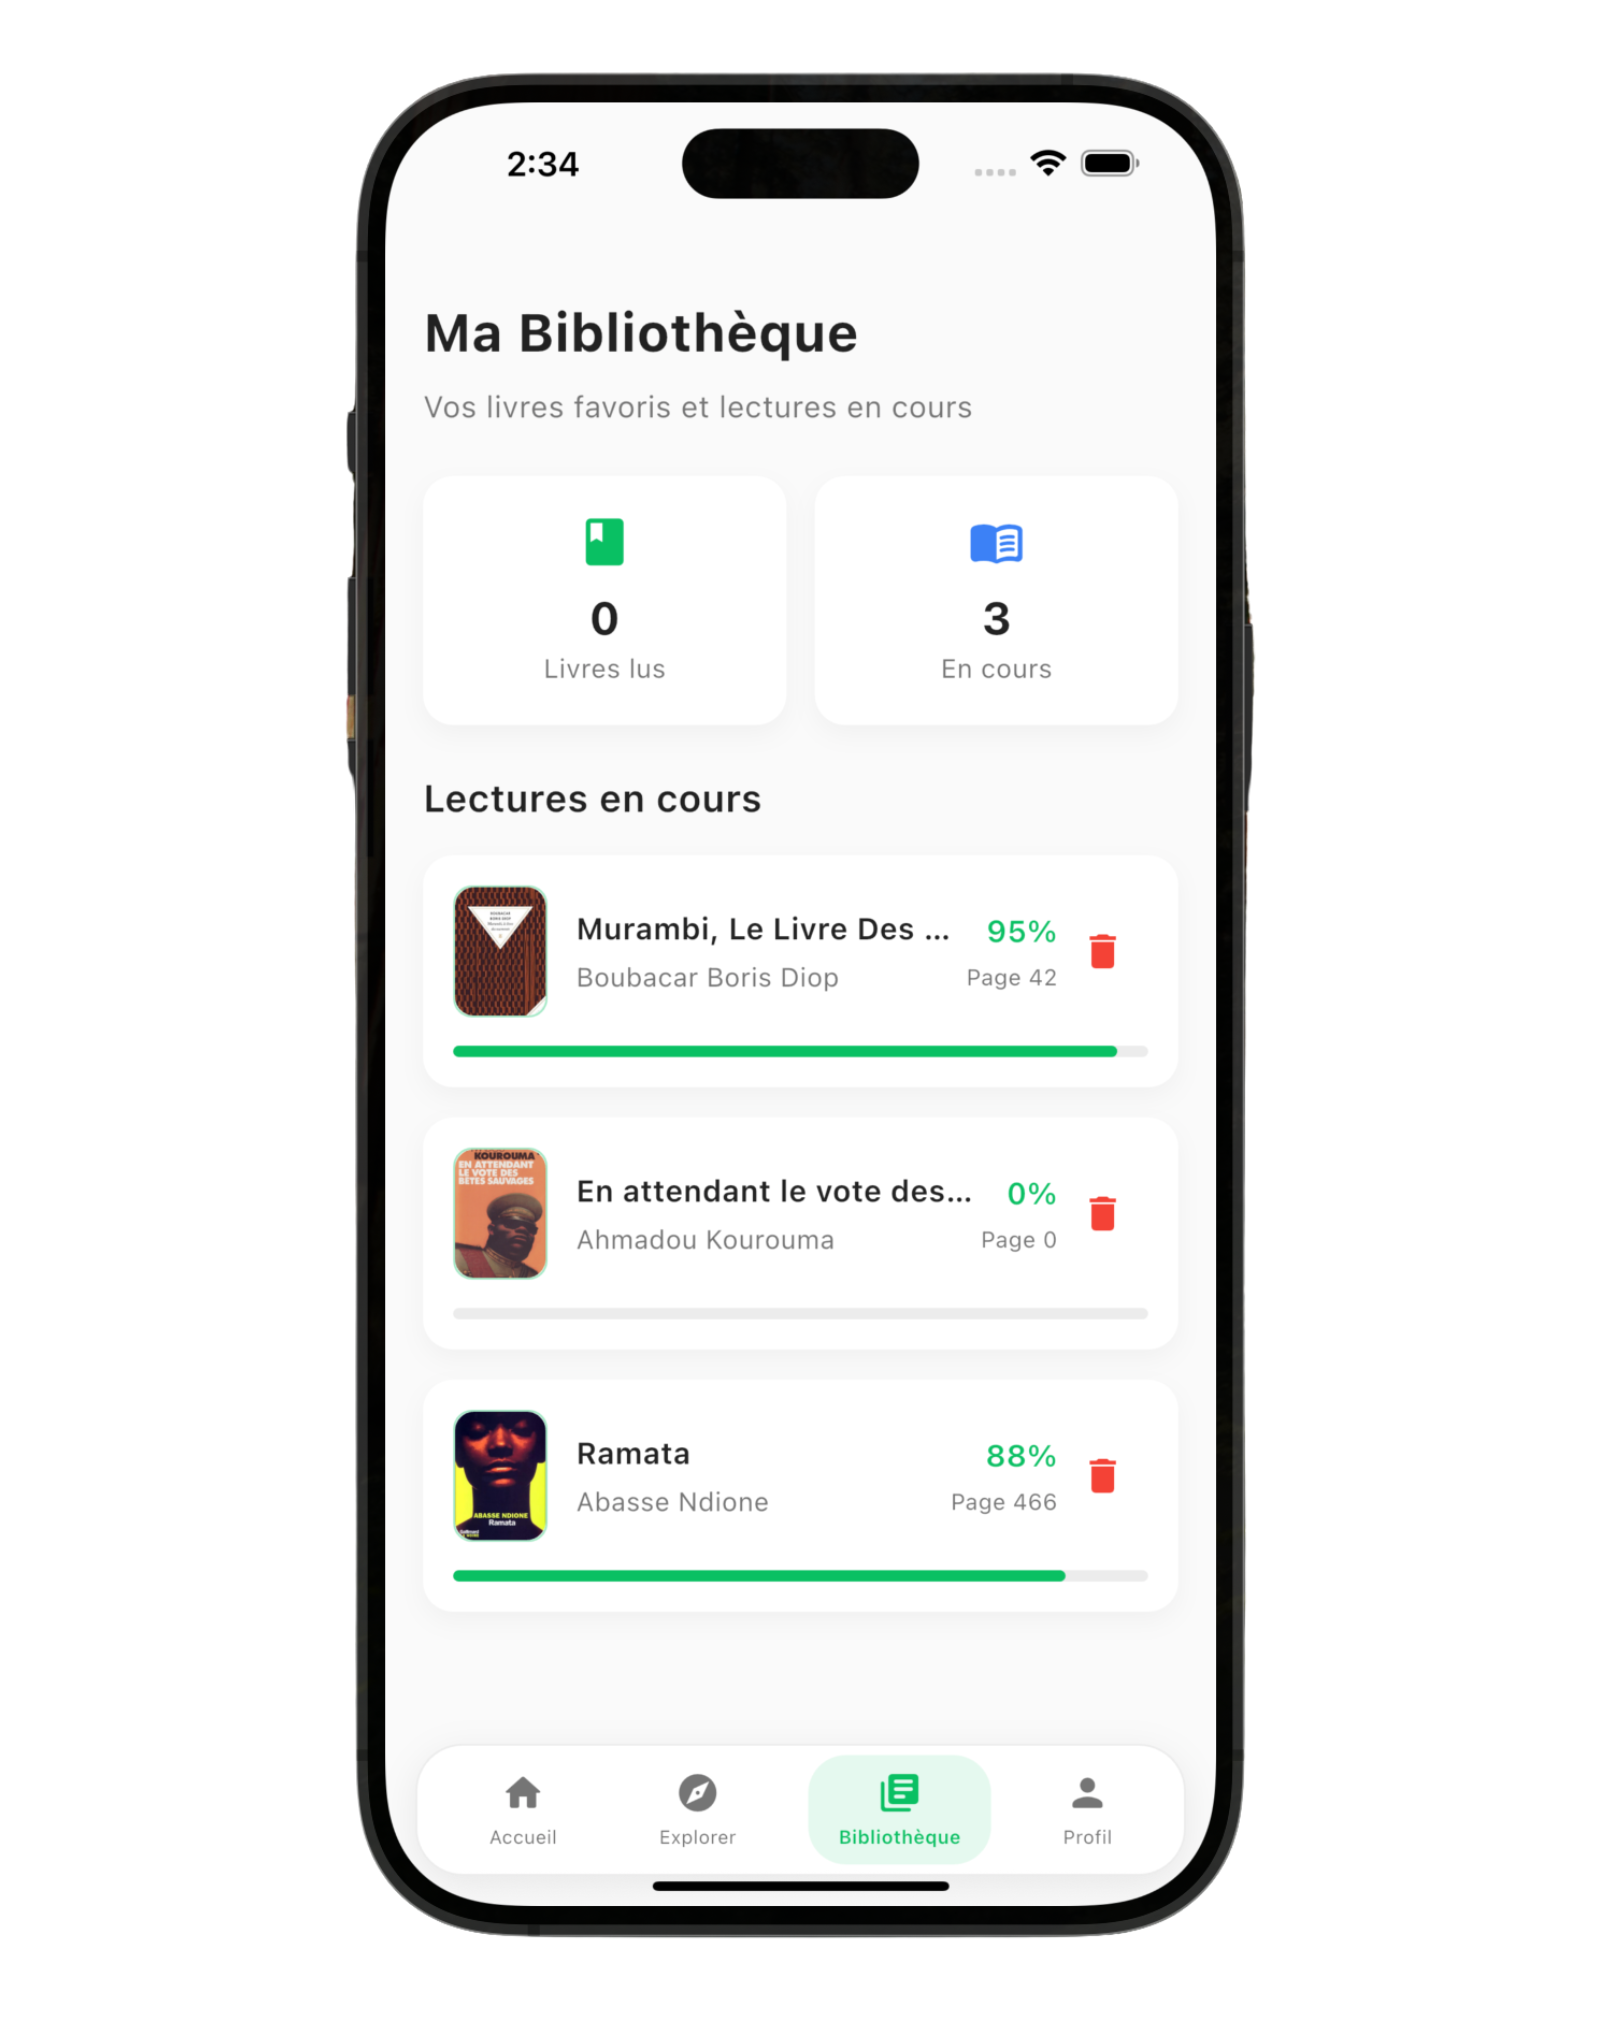 2:34
Ma Bibliothèque
Vos livres favoris et lectures en cours
0
Livres lus
3
En cours
Lectures en cours
BOUBACAR
BORIS DIOP
Murambi, Le Livre Des ...
95%
Boubacar Boris Diop
Page 42
KOUROUMA
EN ATTENDANT
LE VOTE DES
BÊTES SAUVAGES
En attendant le vote des...
0%
Ahmadou Kourouma
Page 0
ABASSE NDIONE
Ramata
Ramata
88%
Abasse Ndione
Page 466
Accueil
Explorer
Bibliothèque
Profil